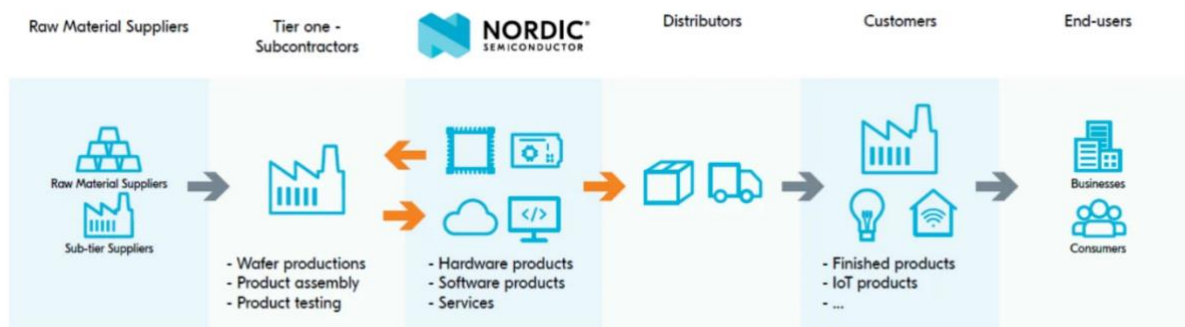 Raw Material Suppliers
Tier one -
Subcontractors
NORDIC®
SEMICONDUCTOR
Distributors
Customers
End-users
Raw Material Suppliers
Sub-tier Suppliers
- Wafer productions
- Product assembly
- Product testing
</>
- Hardware products
- Software products
- Services
- Finished products
- IoT products
- ...
Businesses
Consumers